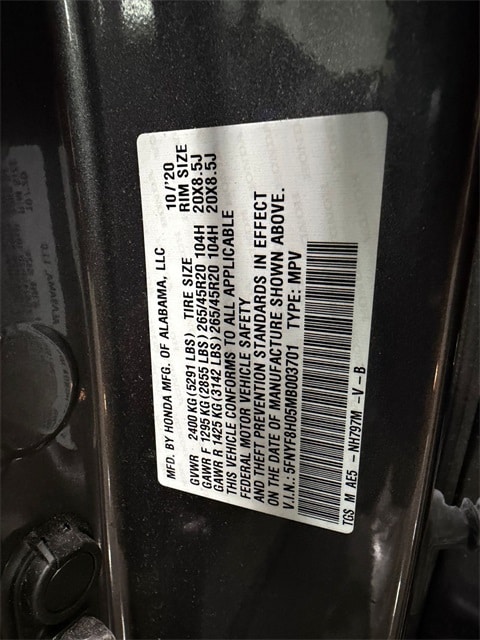 MFD. BY HONDA MFG. OF ALABAMA, LLC 10/'20
GVWR 2400 KG (5291 LBS) TIRE SIZE RIM SIZE
GAWR F 1295 KG (2855 LBS) 265/45R20 104H 20X8.5J
GAWR R 1425 KG (3142 LBS) 265/45R20 104H 20X8.5J
THIS VEHICLE CONFORMS TO ALL APPLICABLE
FEDERAL MOTOR VEHICLE SAFETY
AND THEFT PREVENTION STANDARDS IN EFFECT
ON THE DATE OF MANUFACTURE SHOWN ABOVE.
V.I.N.: 5FNYF8H05MB003701 TYPE: MPV
TGS M AE5 -NH797M -V -B